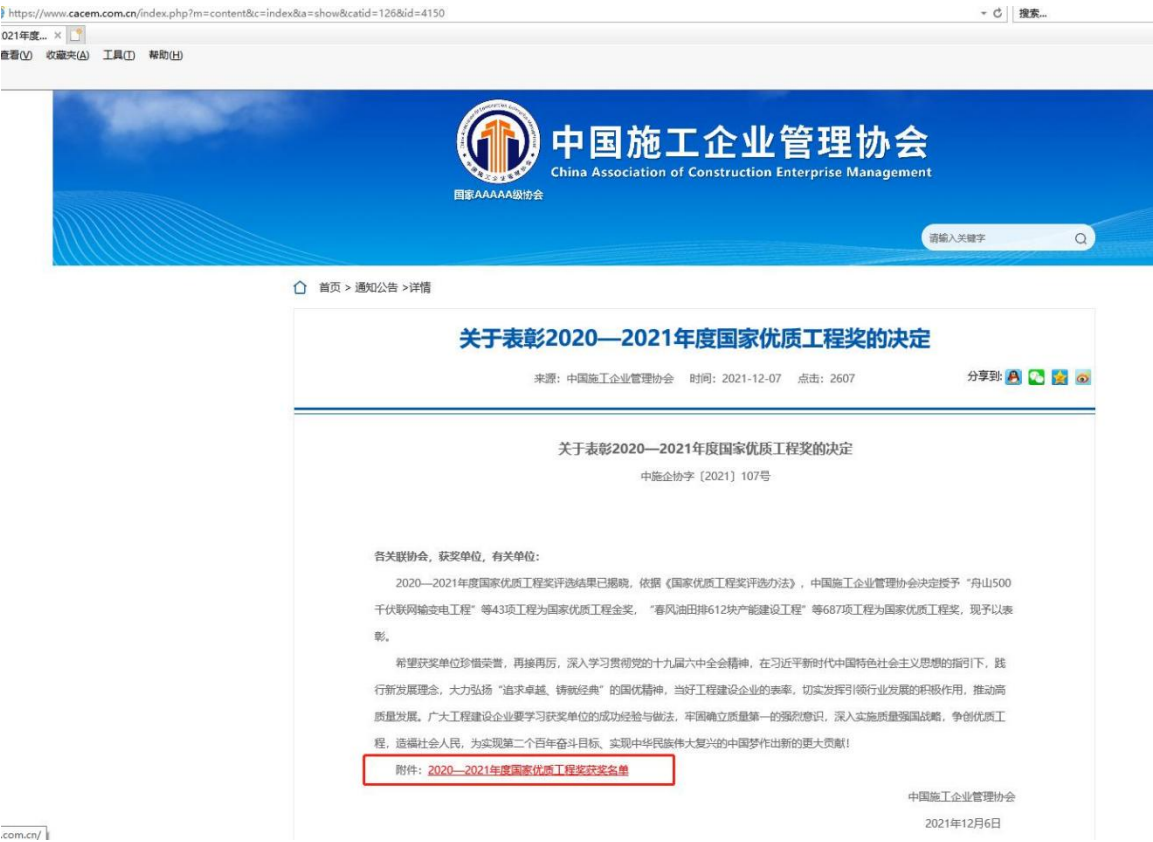 https://www.cacem.com.cn/index.php?m=content&c=index&a=show&catid=126&id=4150
搜索...
021年度... ×
查看(V) 收藏夹(A) 工具(T) 帮助(H)
中国施工企业管理协会
China Association of Construction Enterprise Management
国家AAAAA级协会
请输入关键字
首页 > 通知公告 >详情
关于表彰2020—2021年度国家优质工程奖的决定
来源：中国施工企业管理协会 时间：2021-12-07 点击：2607
分享到:
关于表彰2020—2021年度国家优质工程奖的决定
中施企协字〔2021〕107号
各关联协会，获奖单位，有关单位：
2020—2021年度国家优质工程奖评选结果已揭晓，依据《国家优质工程奖评选办法》，中国施工企业管理协会决定授予“舟山500
千伏联网输变电工程”等43项工程为国家优质工程金奖，“春风油田排612块产能建设工程”等687项工程为国家优质工程奖，现予以表
彰。
希望获奖单位珍惜荣誉，再接再厉，深入学习贯彻党的十九届六中全会精神，在习近平新时代中国特色社会主义思想的指引下，践
行新发展理念，大力弘扬“追求卓越、铸就经典”的国优精神，当好工程建设企业的表率，切实发挥引领行业发展的积极作用，推动高
质量发展。广大工程建设企业要学习获奖单位的成功经验与做法，牢固确立质量第一的强烈意识，深入实施质量强国战略，争创优质工
程，造福社会人民，为实现第二个百年奋斗目标、实现中华民族伟大复兴的中国梦作出新的更大贡献！
附件：2020—2021年度国家优质工程奖获奖名单
中国施工企业管理协会
2021年12月6日
.com.cn/